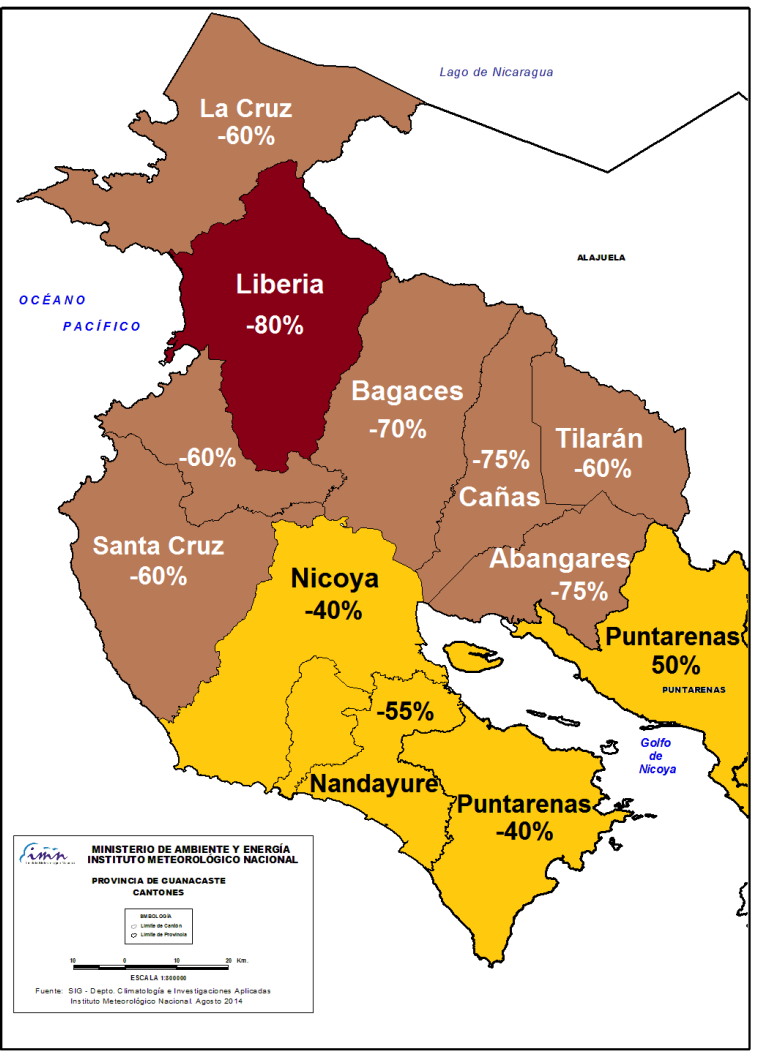 Lago de Nicaragua
La Cruz
-60%
ALAJUELA
Liberia
-80%
OCÉANO
PACÍFICO
Bagaces
-70%
Tilarán
-60%
-60%
-75%
Cañas
Santa Cruz
-60%
Abangares
-75%
Nicoya
-40%
Puntarenas
50%
PUNTARENAS
-55%
Golfo
de
Nicoya
Nandayure
Puntarenas
-40%
imn
MINISTERIO DE AMBIENTE Y ENERGÍA
INSTITUTO METEOROLÓGICO NACIONAL
PROVINCIA DE GUANACASTE
CANTONES
SIMBOLOGÍA
Límite de Cantón
Límite de Provincia
10 0 10 20 Km.
ESCALA 1:800000
Fuente: SIG - Depto. Climatología e Investigaciones Aplicadas
Instituto Meteorológico Nacional. Agosto 2014